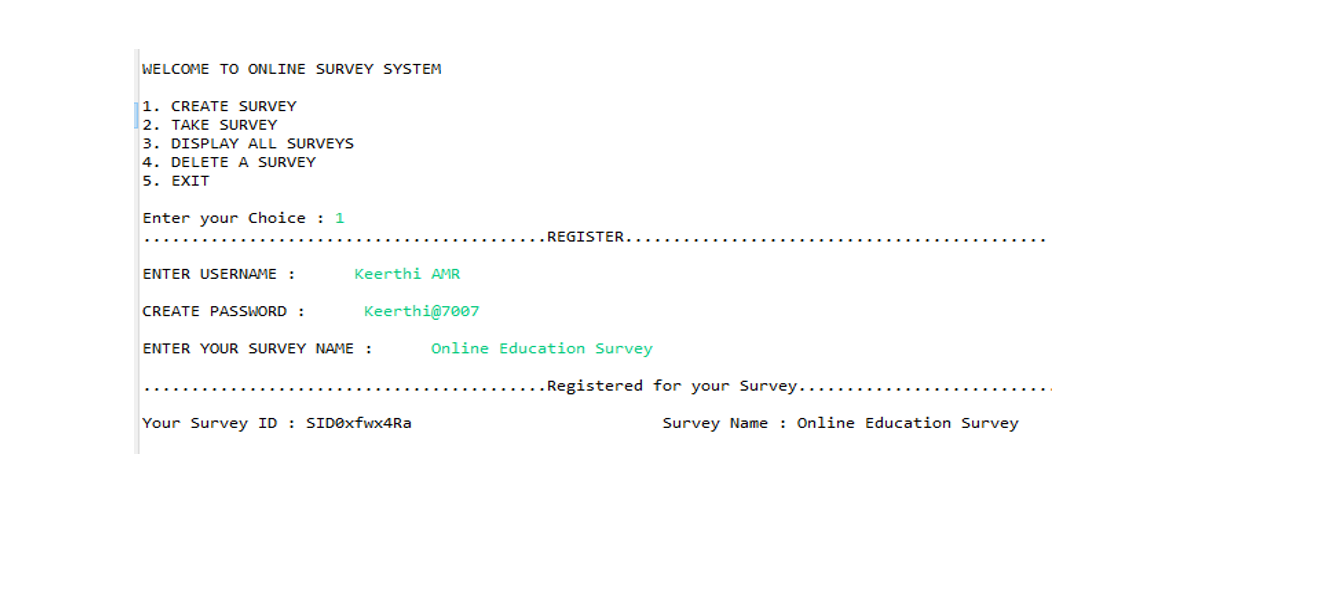 WELCOME TO ONLINE SURVEY SYSTEM
1. CREATE SURVEY
2. TAKE SURVEY
3. DISPLAY ALL SURVEYS
4. DELETE A SURVEY
5. EXIT
Enter your Choice : 1
..........................................REGISTER............................................
ENTER USERNAME : Keerthi AMR
CREATE PASSWORD : Keerthi@7007
ENTER YOUR SURVEY NAME : Online Education Survey
..........................................Registered for your Survey...........................
Your Survey ID : SID0xfwx4Ra Survey Name : Online Education Survey